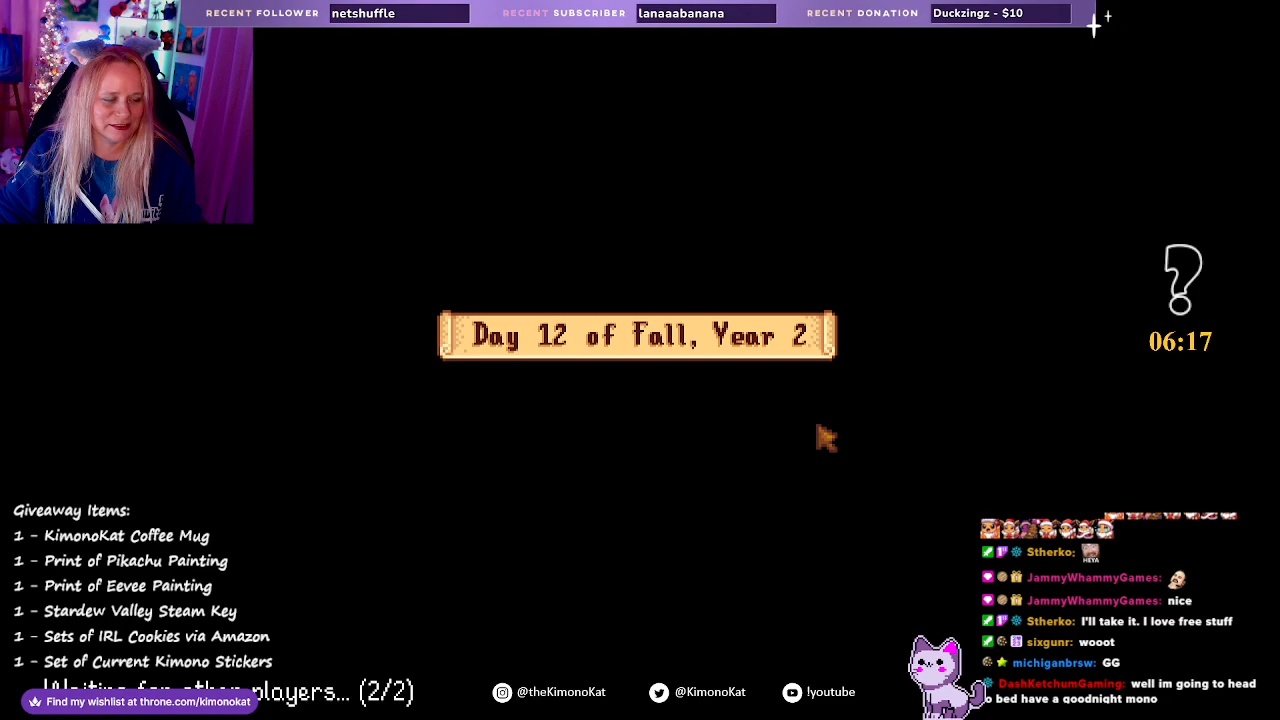 RECENT FOLLOWER netshuffle RECENT SUBSCRIBER lanaaabanana RECENT DONATION Duckzingz - $10
?
06:17
Day 12 of Fall, Year 2
Giveaway Items:
1 - KimonoKat Coffee Mug
1 - Print of Pikachu Painting
1 - Print of Eevee Painting
1 - Stardew Valley Steam Key
1 - Sets of IRL Cookies via Amazon
1 - Set of Current Kimono Stickers
Waiting for other players... (2/2)
Find my wishlist at throne.com/kimonokat
@theKimonoKat @KimonoKat lyoutube
Stherko: HEYA
JammyWhammyGames:
JammyWhammyGames: nice
Stherko: I'll take it. I love free stuff
sixgunr: wooot
michiganbrsw: GG
DashKetchumGaming: well im going to head
o bed have a goodnight mono